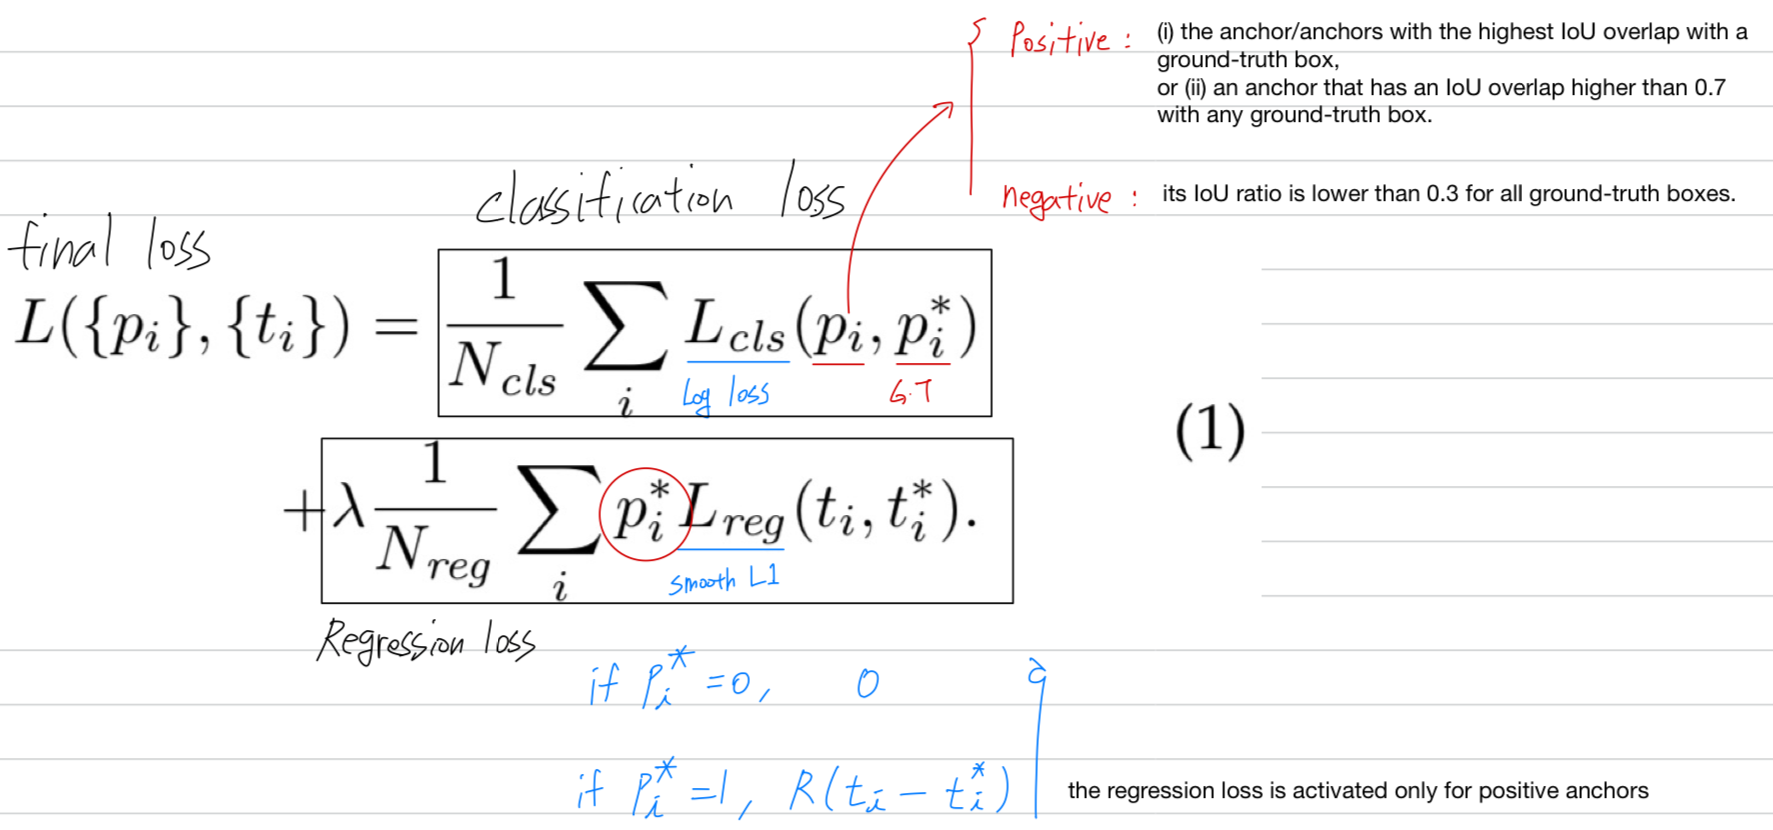 Positive : (i) the anchor/anchors with the highest IoU overlap with a
ground-truth box,
or (ii) an anchor that has an IoU overlap higher than 0.7
with any ground-truth box.
negative : its IoU ratio is lower than 0.3 for all ground-truth boxes.
classification loss
final loss
L({p_i}, {t_i}) = 1/N_cls ∑_i L_cls(p_i, p_i^*)
Log loss G.T
(1)
+λ 1/N_reg ∑_i p_i^* L_reg(t_i, t_i^*).
smooth L1
Regression loss
if p_i^* = 0, 0
if p_i^* = 1, R(t_i − t_i^*)
the regression loss is activated only for positive anchors